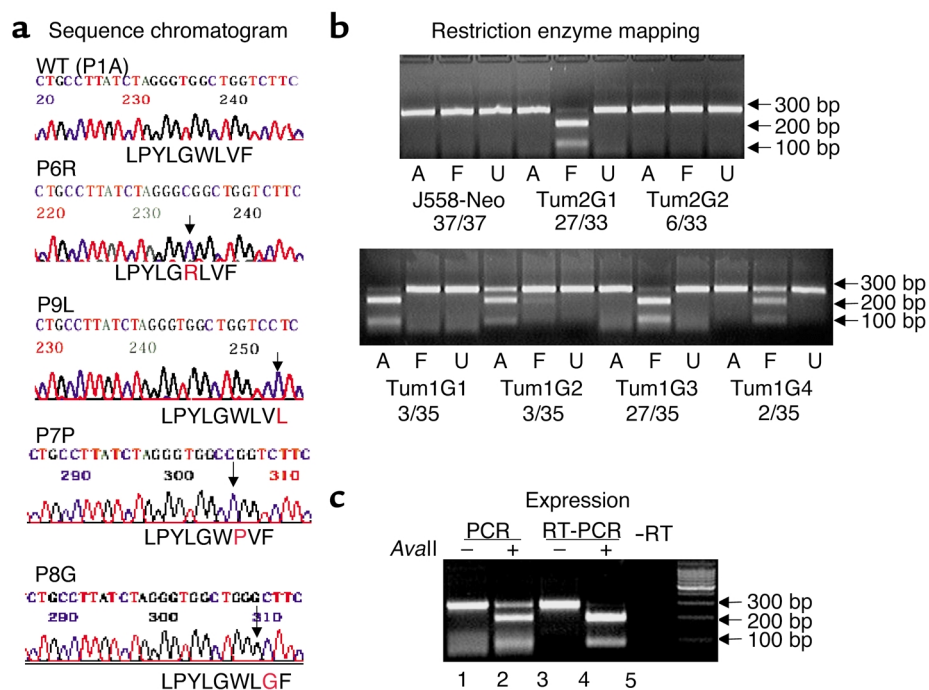 a Sequence chromatogram
WT (P1A)
CTGCCTTATCTAGGGTGGCTGGTCTTC
20 230 240
LPYLGWLVF
P6R
CTGCCTTATCTAGGGCGGCTGGTCTTC
220 230 240
LPYLGRLVF
P9L
CTGCCTTATCTAGGGTGGCTGGTCCTC
230 240 250
LPYLGWLVL
P7P
CTGCCTTATCTAGGGTGGCCGGTCTTC
290 300 310
LPYLGWPVF
P8G
CTGCCTTATCTAGGGTGGCTGGGCTTC
290 300 310
LPYLGWLGF
b Restriction enzyme mapping
300 bp
200 bp
100 bp
A F U A F U A F U
J558-Neo Tum2G1 Tum2G2
37/37 27/33 6/33
300 bp
200 bp
100 bp
A F U A F U A F U A F U
Tum1G1 Tum1G2 Tum1G3 Tum1G4
3/35 3/35 27/35 2/35
c Expression
PCR RT-PCR –RT
AvaII – + – +
300 bp
200 bp
100 bp
1 2 3 4 5